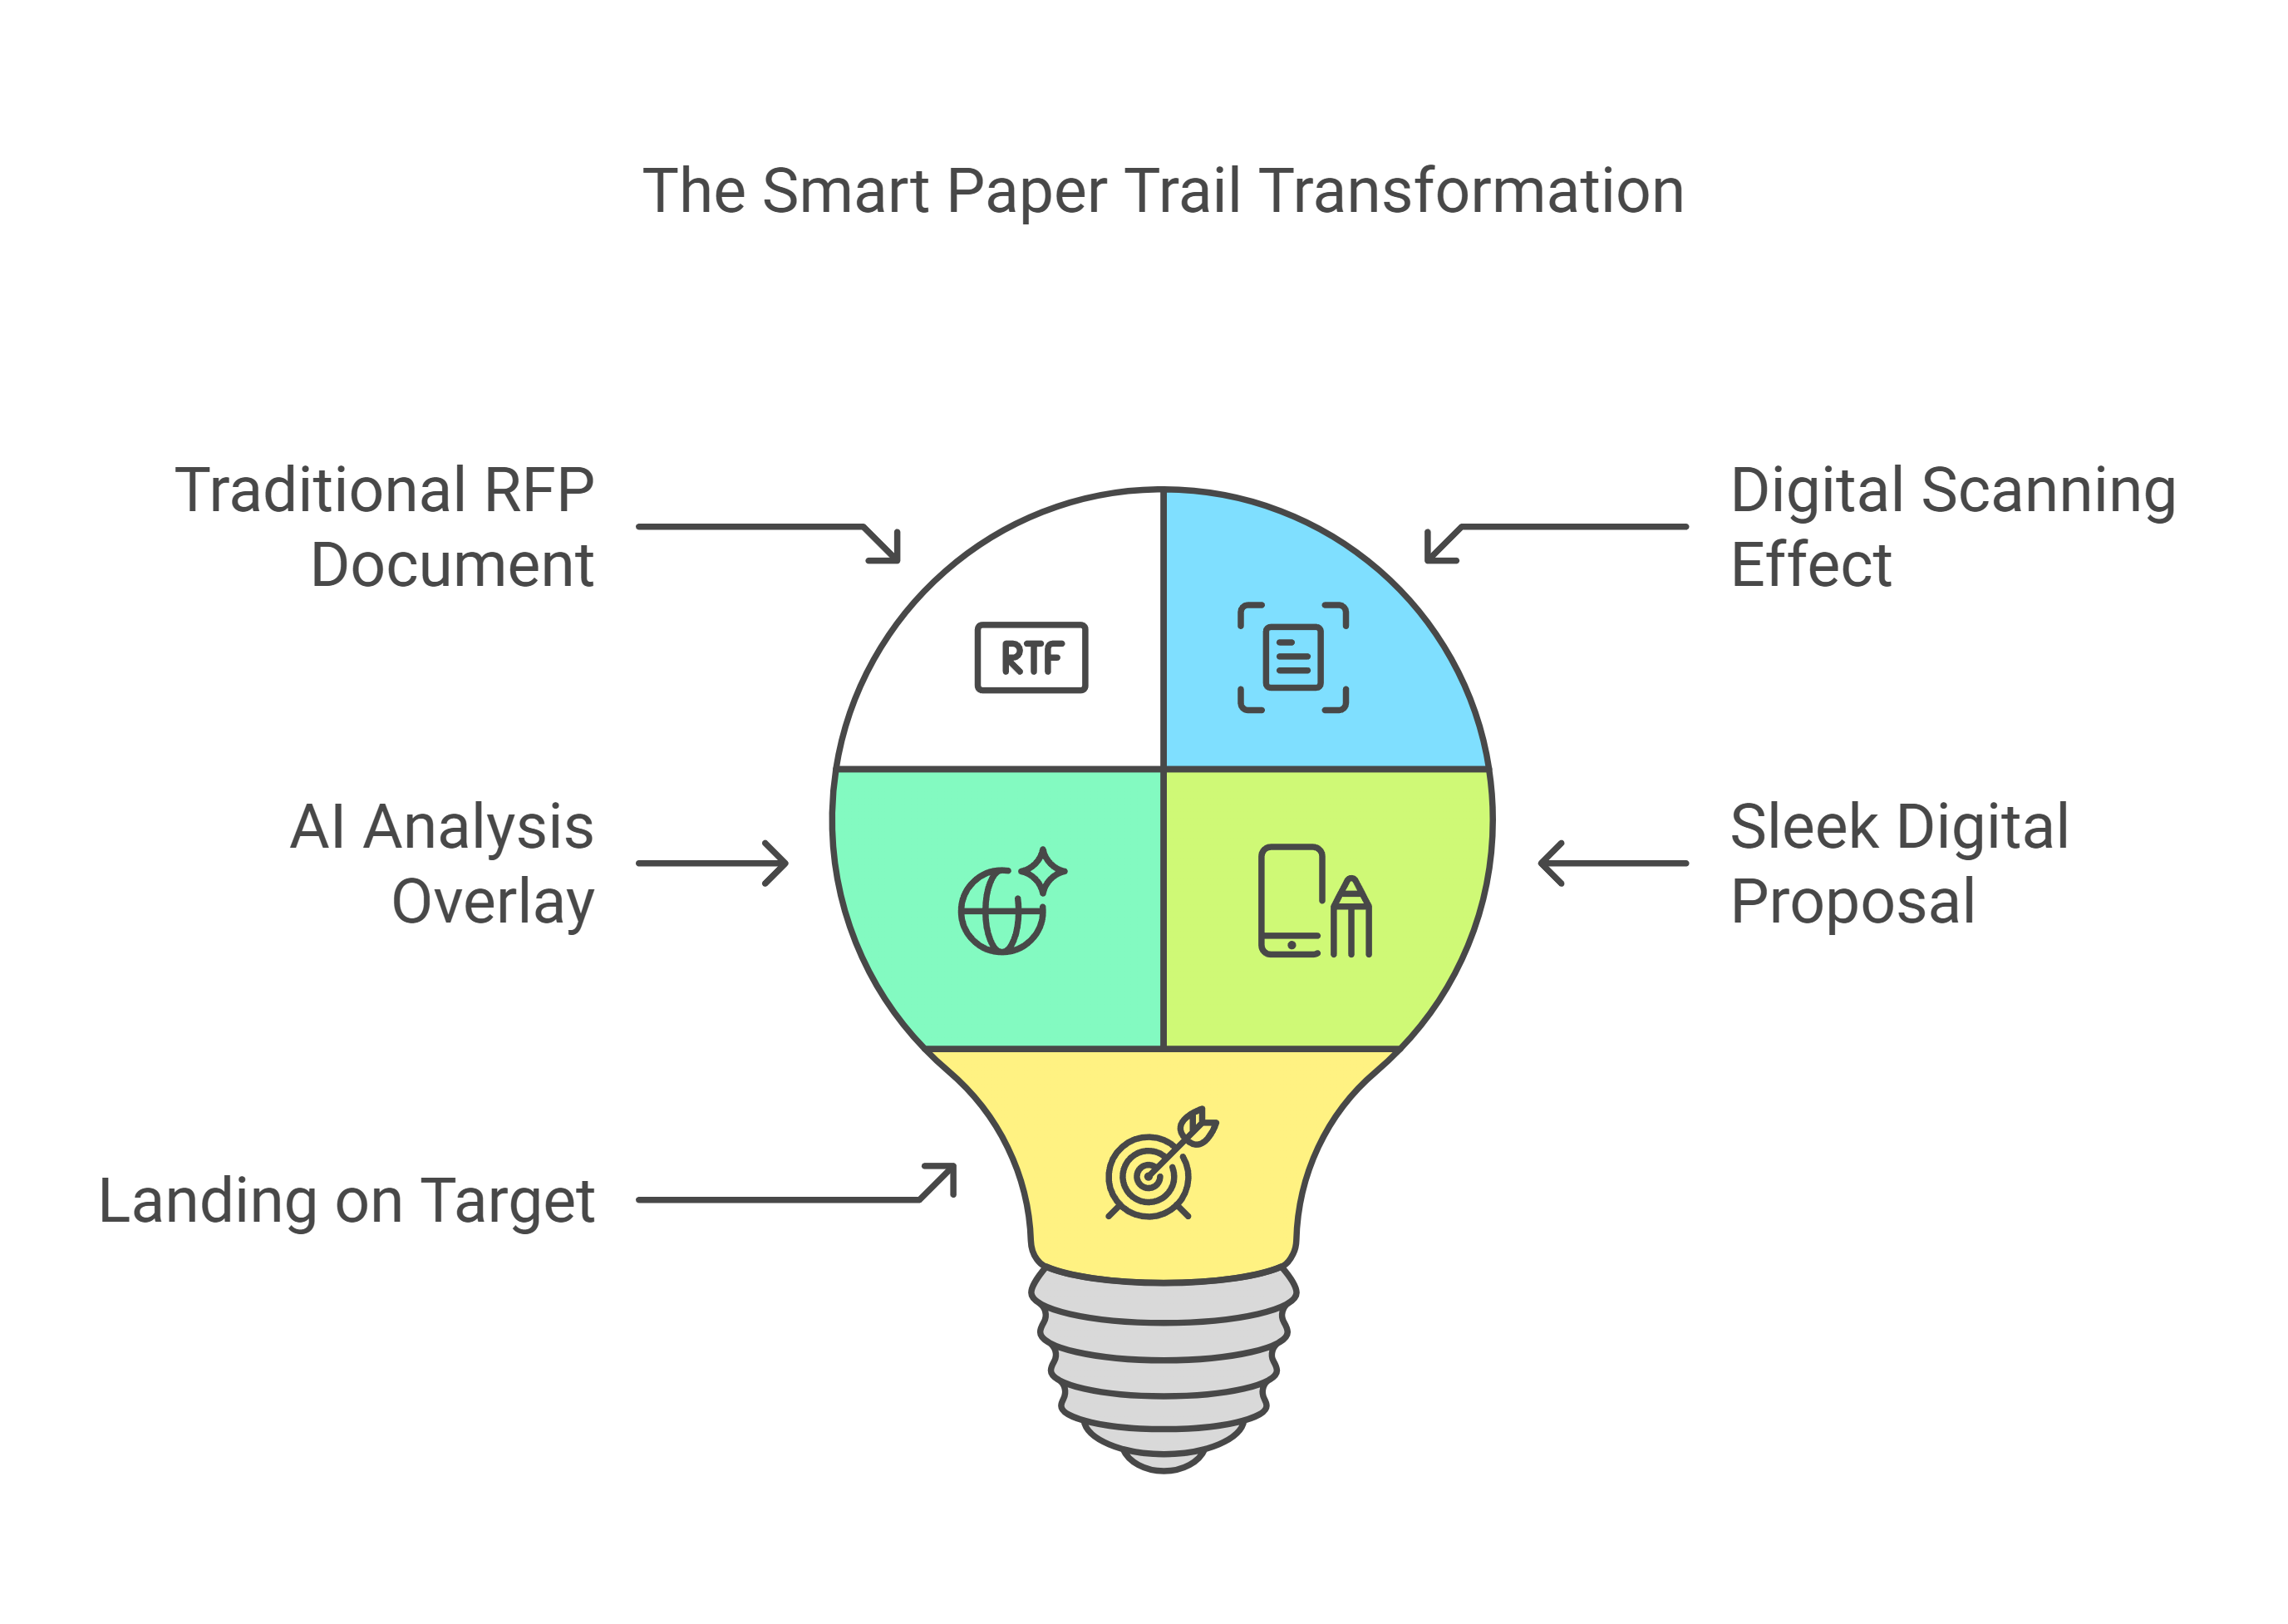 The Smart Paper Trail Transformation
Traditional RFP
Document
Digital Scanning
Effect
RTF
AI Analysis
Overlay
Sleek Digital
Proposal
Landing on Target